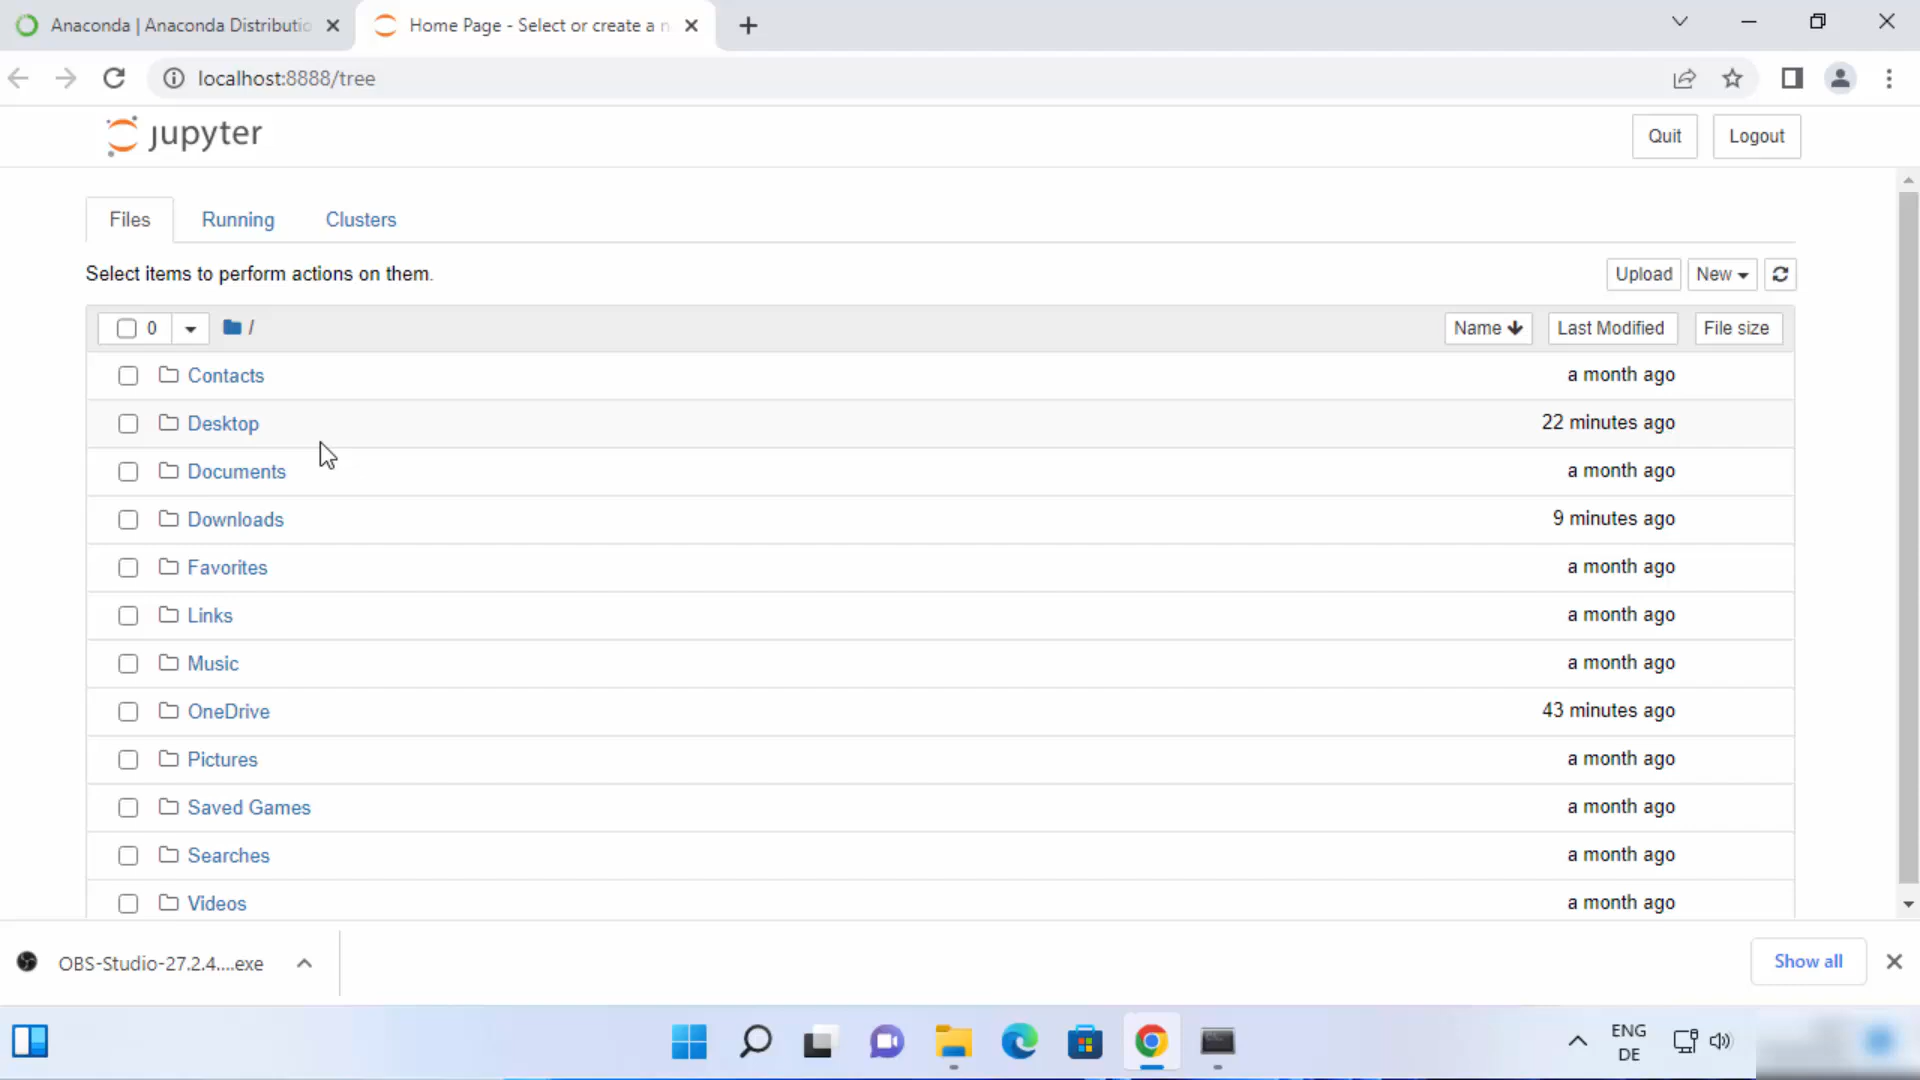 Anaconda | Anaconda Distributio
Home Page - Select or create a n
localhost:8888/tree
jupyter
Quit
Logout
Files
Running
Clusters
Select items to perform actions on them.
Upload
New
0
/
Name
Last Modified
File size
Contacts
a month ago
Desktop
22 minutes ago
Documents
a month ago
Downloads
9 minutes ago
Favorites
a month ago
Links
a month ago
Music
a month ago
OneDrive
43 minutes ago
Pictures
a month ago
Saved Games
a month ago
Searches
a month ago
Videos
a month ago
OBS-Studio-27.2.4....exe
Show all
ENG
DE